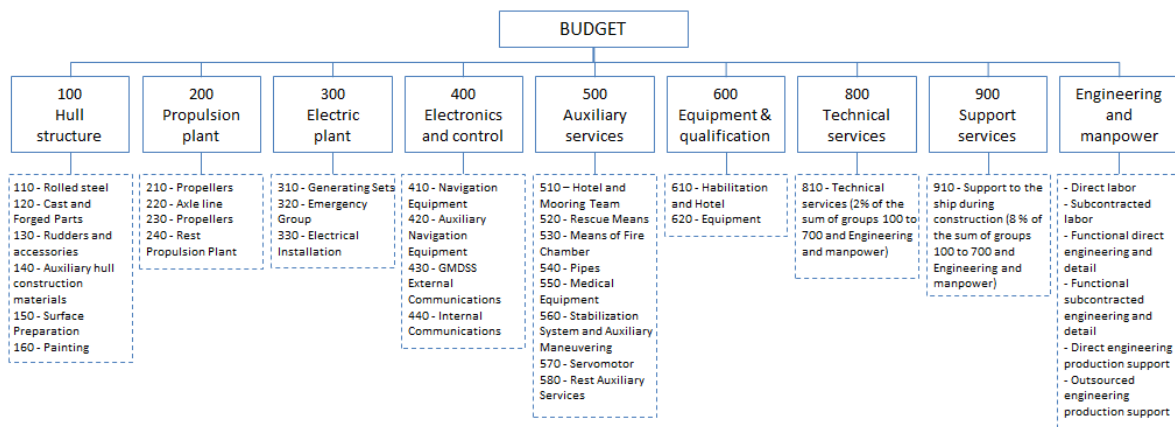 BUDGET
100
Hull
structure
200
Propulsion
plant
300
Electric
plant
400
Electronics
and control
500
Auxiliary
services
600
Equipment &
qualification
800
Technical
services
900
Support
services
Engineering
and
manpower
110 - Rolled steel
120 - Cast and
Forged Parts
130 - Rudders and
accessories
140 - Auxiliary hull
construction
materials
150 - Surface
Preparation
160 - Painting
210 - Propellers
220 - Axle line
230 - Propellers
240 - Rest
Propulsion Plant
310 - Generating Sets
320 - Emergency
Group
330 - Electrical
Installation
410 - Navigation
Equipment
420 - Auxiliary
Navigation
Equipment
430 - GMDSS
External
Communications
440 - Internal
Communications
510 – Hotel and
Mooring Team
520 - Rescue Means
530 - Means of Fire
Chamber
540 - Pipes
550 - Medical
Equipment
560 - Stabilization
System and Auxiliary
Maneuvering
570 - Servomotor
580 - Rest Auxiliary
Services
610 - Habilitation
and Hotel
620 - Equipment
810 - Technical
services (2% of the
sum of groups 100 to
700 and Engineering
and manpower)
910 - Support to the
ship during
construction (8 % of
the sum of groups
100 to 700 and
Engineering and
manpower)
- Direct labor
- Subcontracted
labor
- Functional direct
engineering and
detail
- Functional
subcontracted
engineering and
detail
- Direct engineering
production support
- Outsourced
engineering
production support